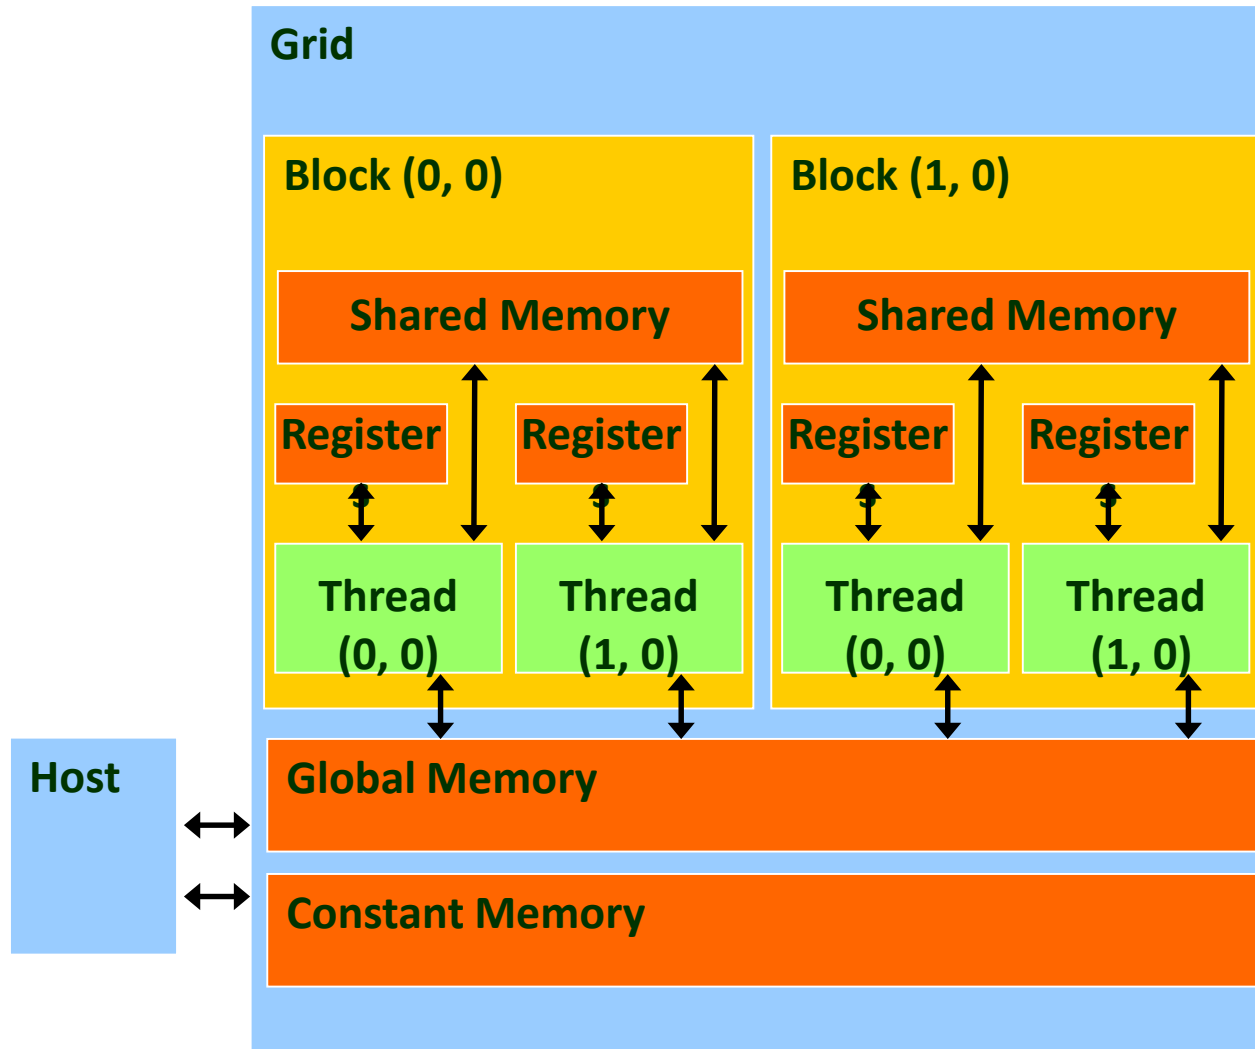 Grid
Block (0, 0)
Block (1, 0)
Shared Memory
Shared Memory
Register
s
Register
s
Register
s
Register
s
Thread
(0, 0)
Thread
(1, 0)
Thread
(0, 0)
Thread
(1, 0)
Host
Global Memory
Constant Memory